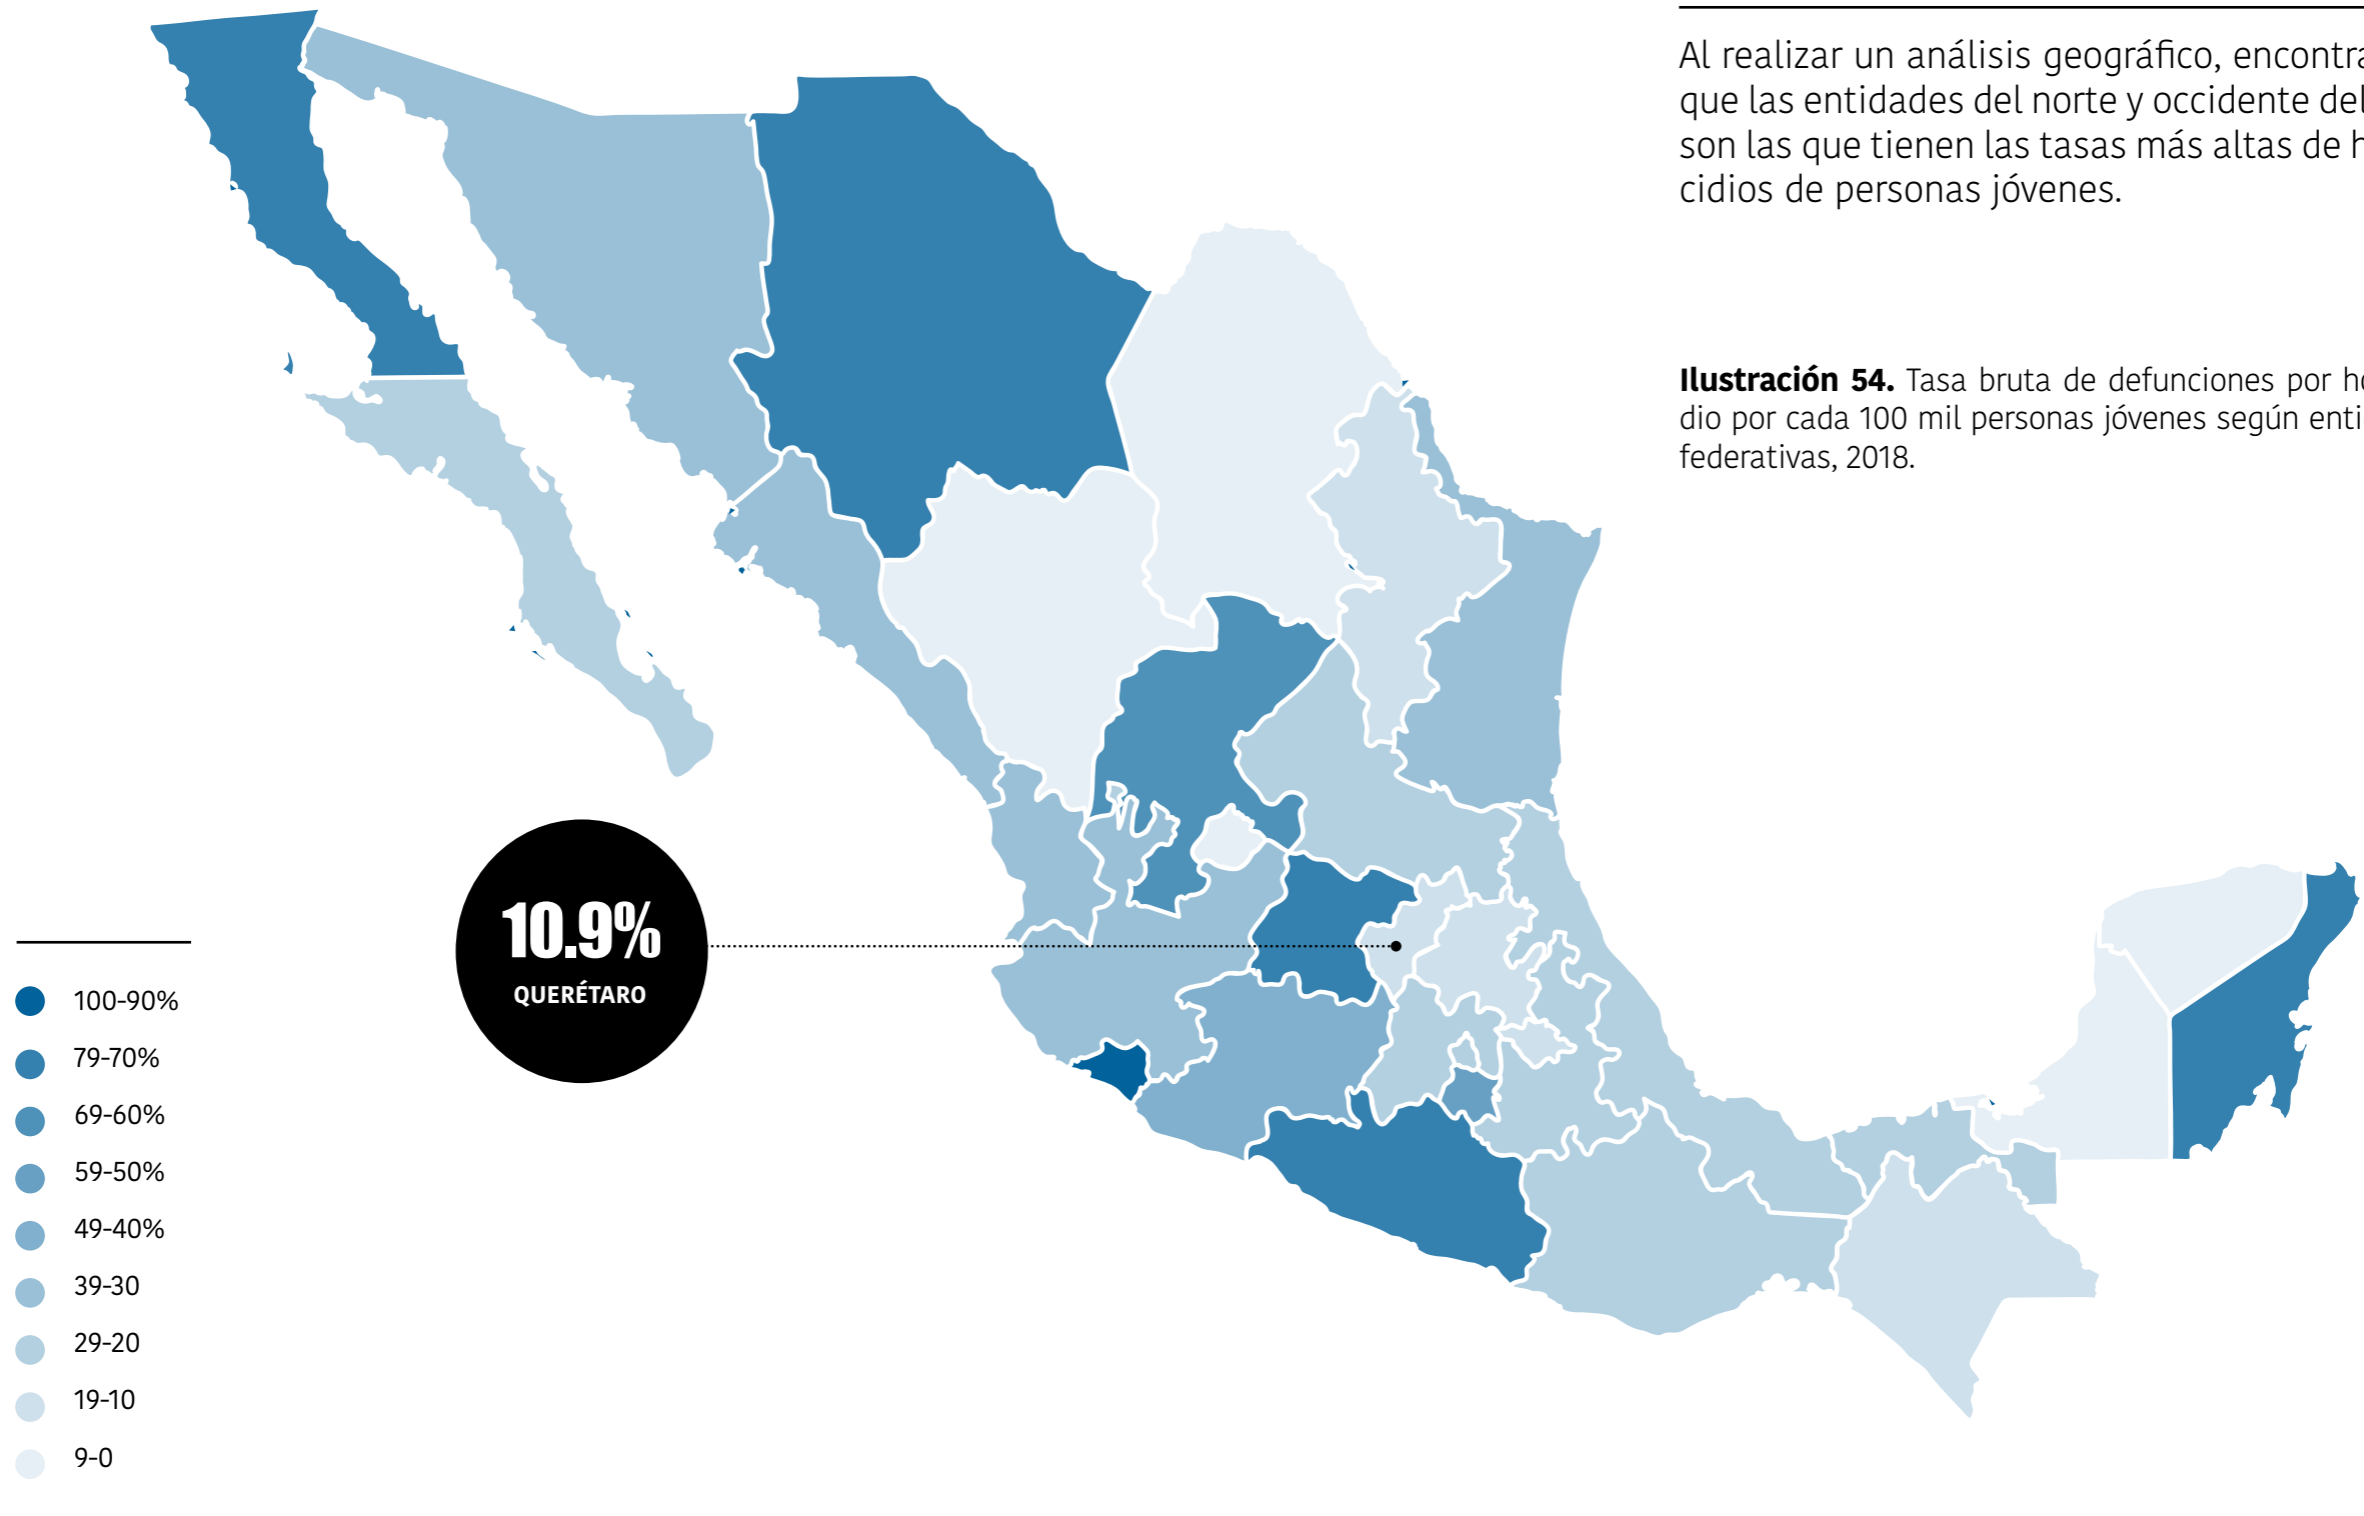 Al realizar un análisis geográfico, encontra
que las entidades del norte y occidente del
son las que tienen las tasas más altas de h
cidios de personas jóvenes.
Ilustración 54. Tasa bruta de defunciones por ho
dio por cada 100 mil personas jóvenes según enti
federativas, 2018.
10.9%
QUERÉTARO
100-90%
79-70%
69-60%
59-50%
49-40%
39-30
29-20
19-10
9-0